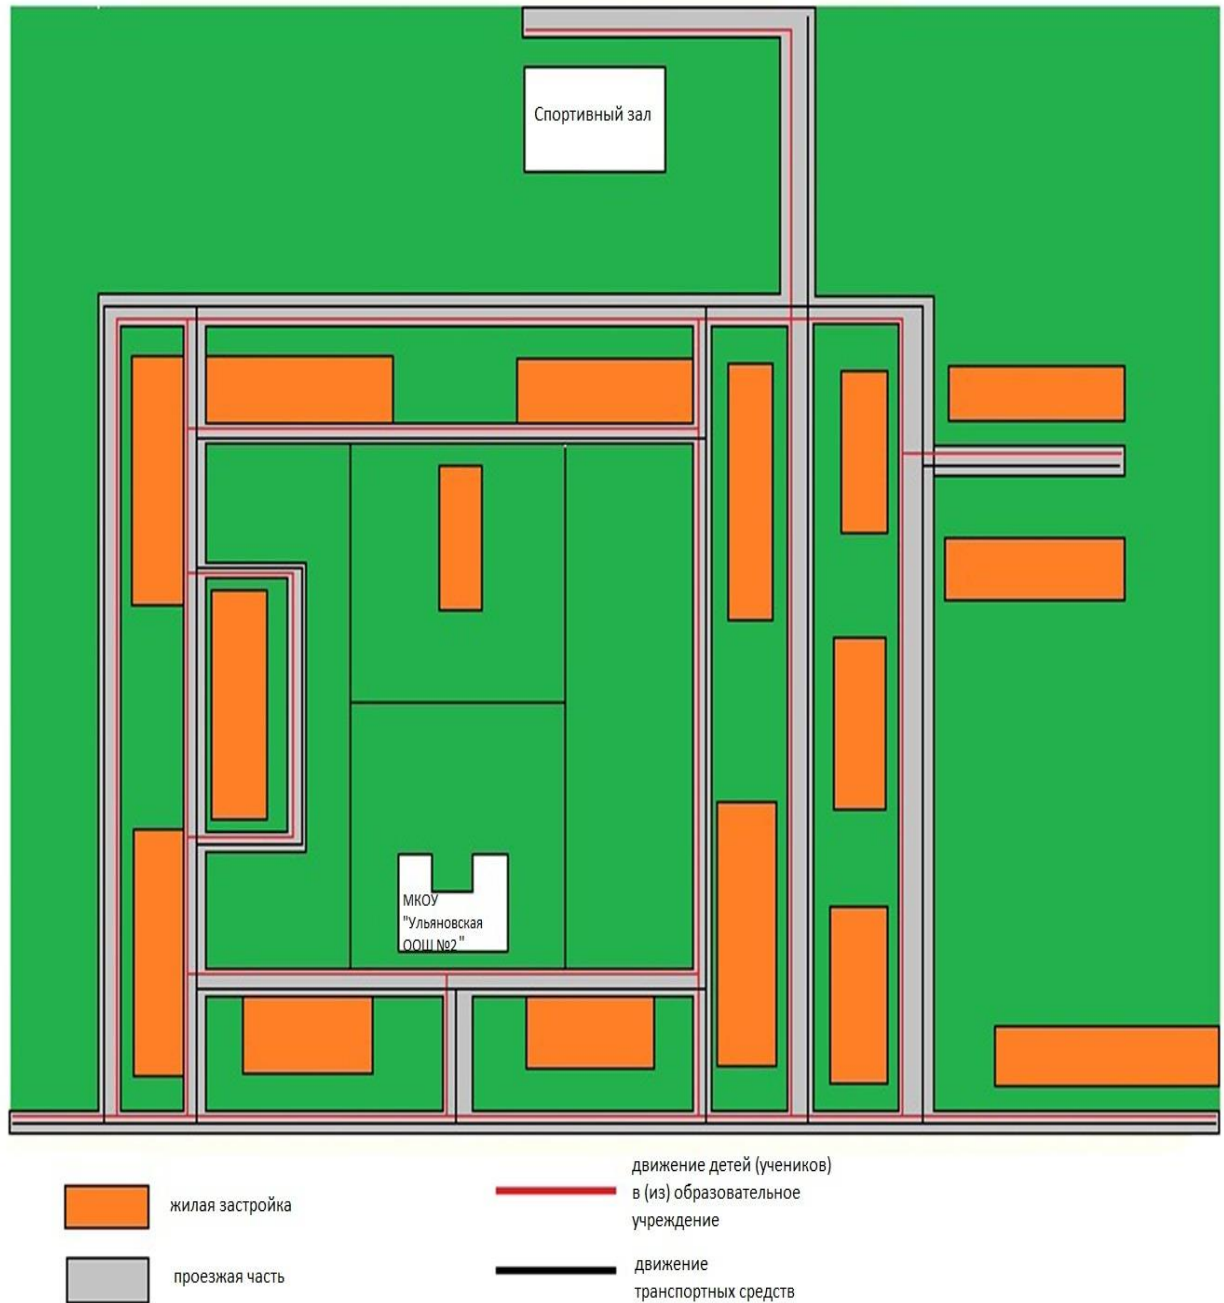 Спортивный зал
МКОУ
"Ульяновская
ООШ №2"
жилая застройка
проезжая часть
движение детей (учеников)
в (из) образовательное
учреждение
движение
транспортных средств